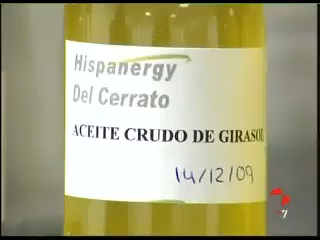 Hispanergy
Del Cerrato
ACEITE CRUDO DE GIRASOL
14/12/09
7